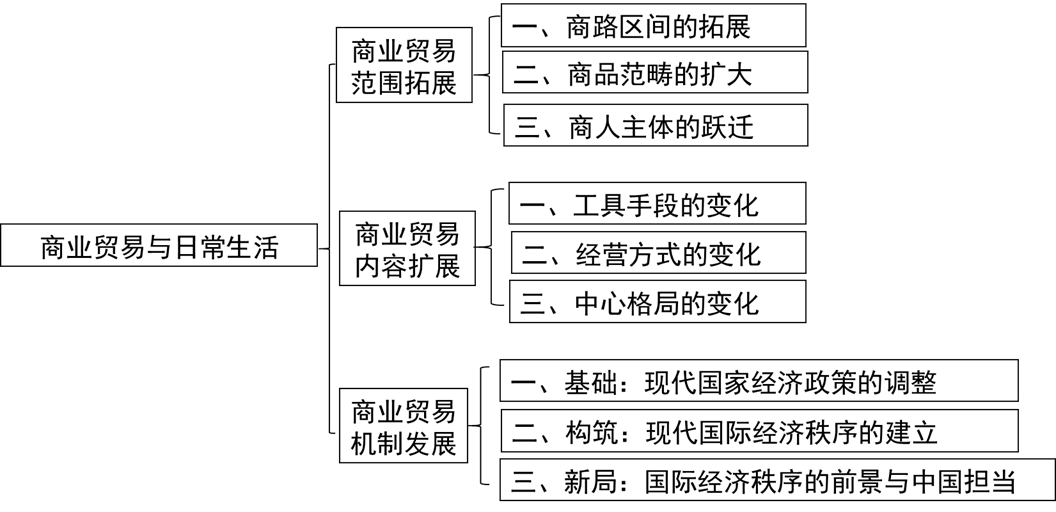 商业贸易与日常生活
商业贸易
范围拓展
一、商路区间的拓展
二、商品范畴的扩大
三、商人主体的跃迁
商业贸易
内容扩展
一、工具手段的变化
二、经营方式的变化
三、中心格局的变化
商业贸易
机制发展
一、基础：现代国家经济政策的调整
二、构筑：现代国际经济秩序的建立
三、新局：国际经济秩序的前景与中国担当